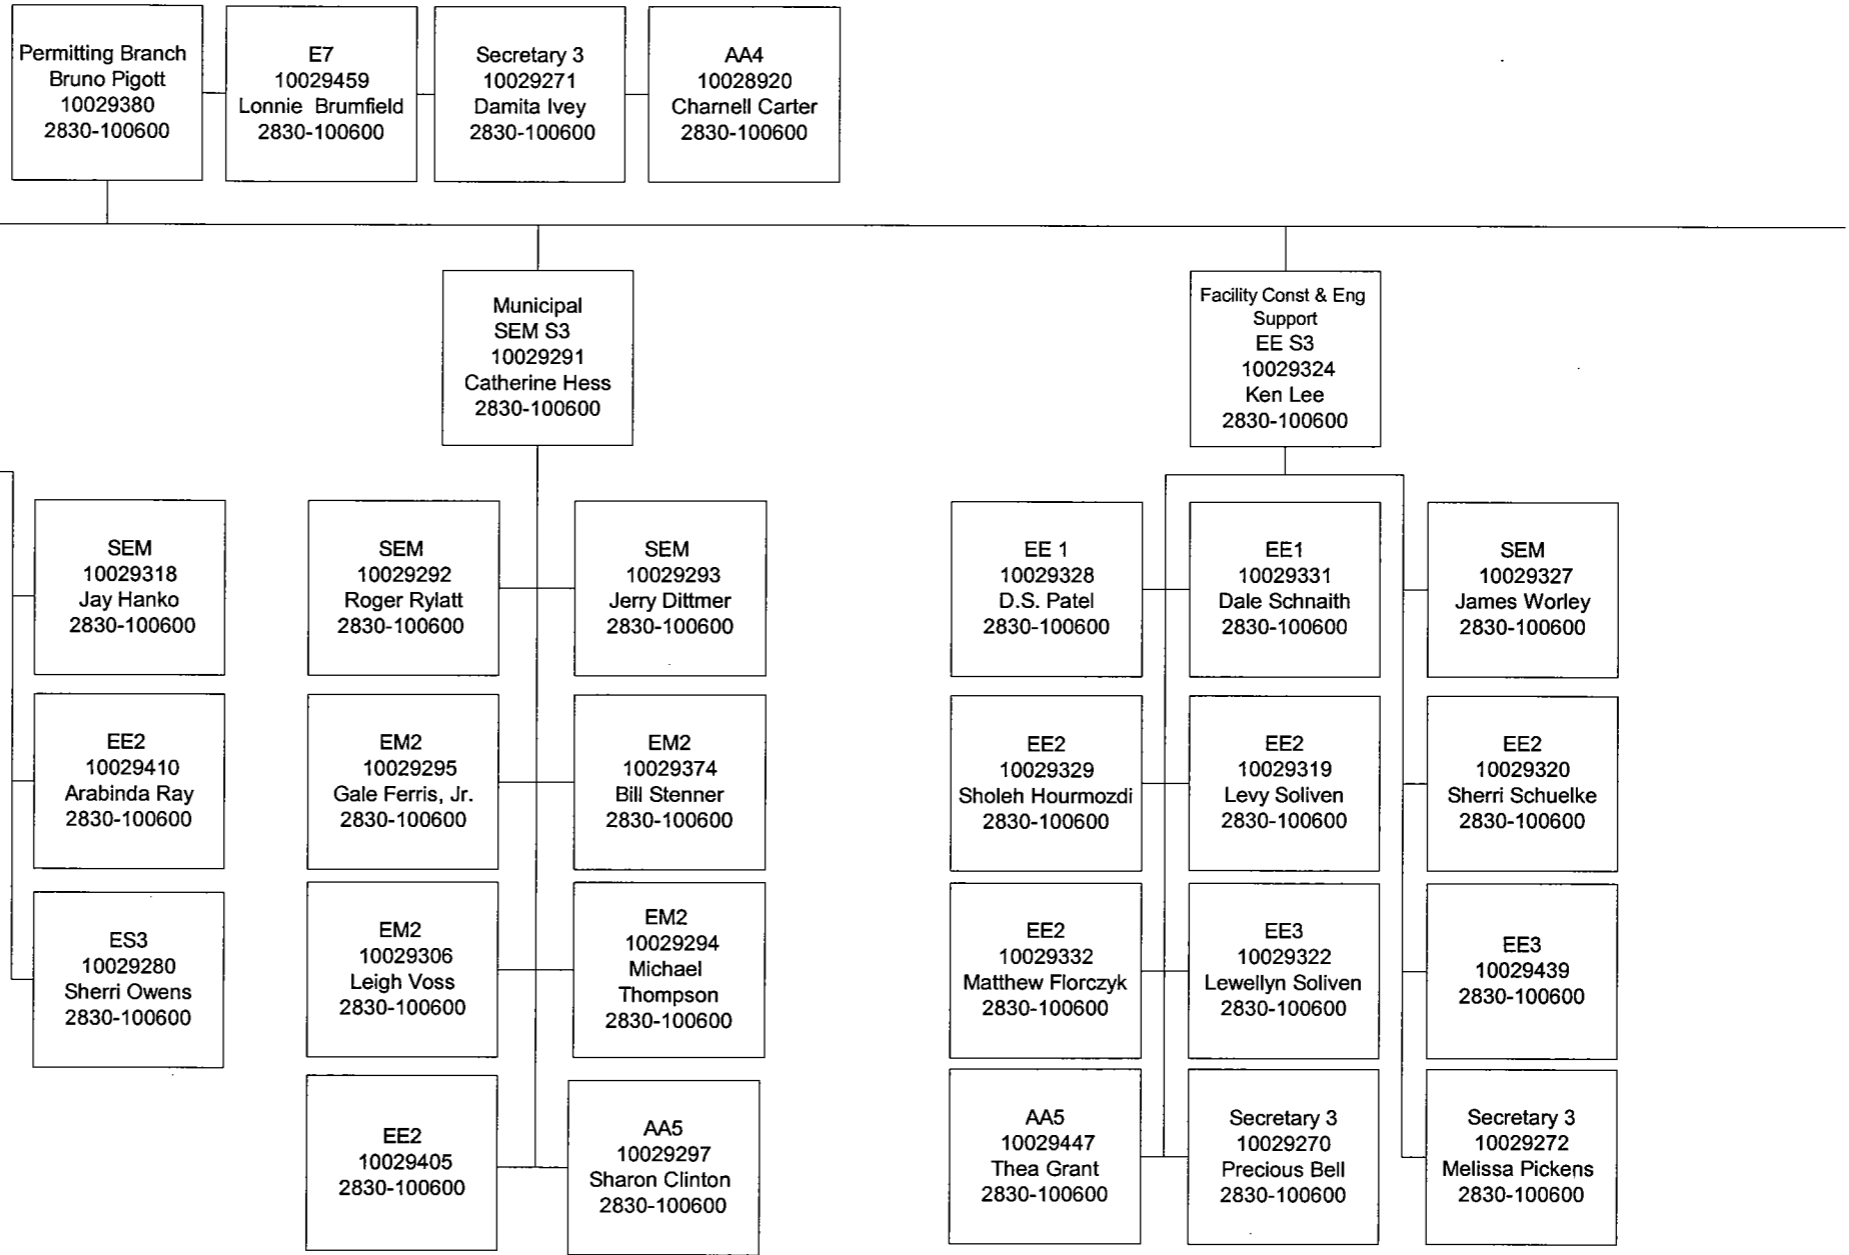 Permitting Branch
Bruno Pigott
10029380
2830-100600
E7
10029459
Lonnie Brumfield
2830-100600
Secretary 3
10029271
Damita Ivey
2830-100600
AA4
10028920
Charnell Carter
2830-100600
Municipal
SEM S3
10029291
Catherine Hess
2830-100600
Facility Const & Eng
Support
EE S3
10029324
Ken Lee
2830-100600
SEM
10029318
Jay Hanko
2830-100600
SEM
10029292
Roger Rylatt
2830-100600
SEM
10029293
Jerry Dittmer
2830-100600
EE 1
10029328
D.S. Patel
2830-100600
EE1
10029331
Dale Schnaith
2830-100600
SEM
10029327
James Worley
2830-100600
EE2
10029410
Arabinda Ray
2830-100600
EM2
10029295
Gale Ferris, Jr.
2830-100600
EM2
10029374
Bill Stenner
2830-100600
EE2
10029329
Sholeh Hourmozdi
2830-100600
EE2
10029319
Levy Soliven
2830-100600
EE2
10029320
Sherri Schuelke
2830-100600
ES3
10029280
Sherri Owens
2830-100600
EM2
10029306
Leigh Voss
2830-100600
EM2
10029294
Michael
Thompson
2830-100600
EE2
10029332
Matthew Florczyk
2830-100600
EE3
10029322
Lewellyn Soliven
2830-100600
EE3
10029439
2830-100600
EE2
10029405
2830-100600
AA5
10029297
Sharon Clinton
2830-100600
AA5
10029447
Thea Grant
2830-100600
Secretary 3
10029270
Precious Bell
2830-100600
Secretary 3
10029272
Melissa Pickens
2830-100600